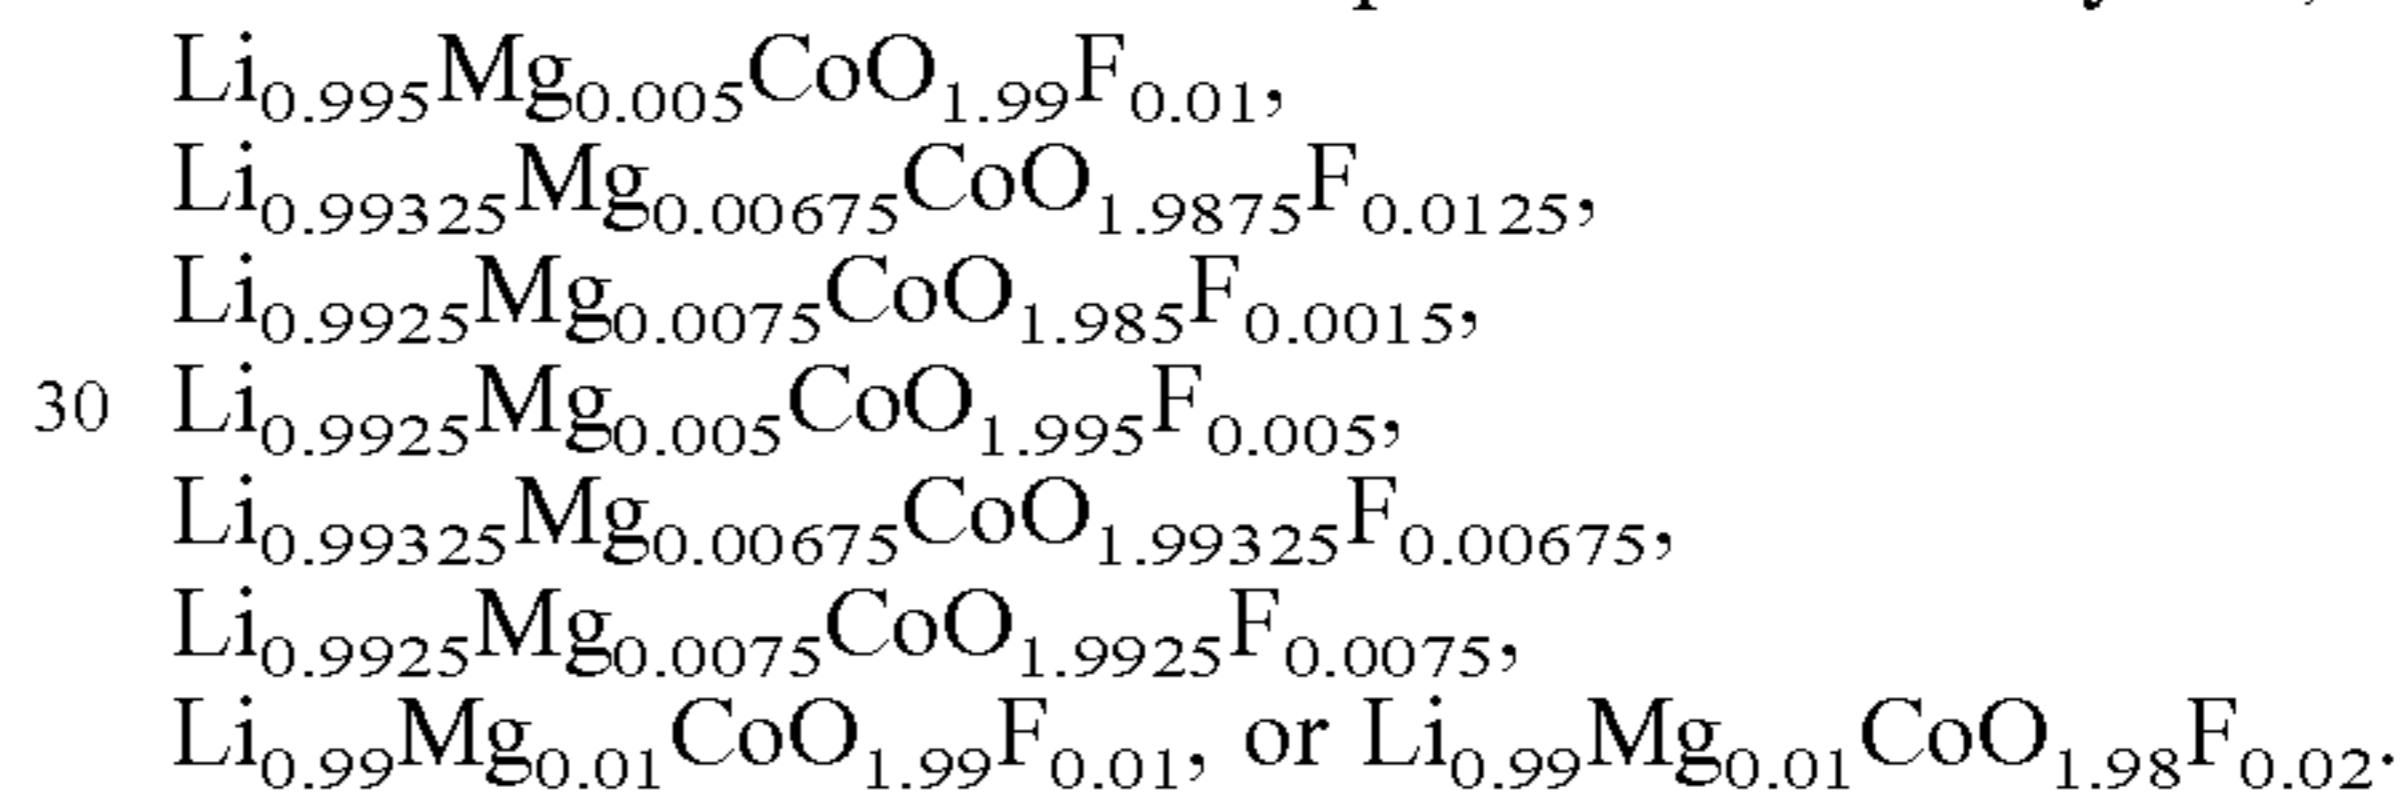 Li₀.₉₉₅Mg₀.₀₀₅CoO₁.₉₉F₀.₀₁,
Li₀.₉₉₃₂₅Mg₀.₀₀₆₇₅CoO₁.₉₈₇₅F₀.₀₁₂₅,
Li₀.₉₉₂₅Mg₀.₀₀₇₅CoO₁.₉₈₅F₀.₀₀₁₅,
30 Li₀.₉₉₂₅Mg₀.₀₀₅CoO₁.₉₉₅F₀.₀₀₅,
Li₀.₉₉₃₂₅Mg₀.₀₀₆₇₅CoO₁.₉₉₃₂₅F₀.₀₀₆₇₅,
Li₀.₉₉₂₅Mg₀.₀₀₇₅CoO₁.₉₉₂₅F₀.₀₀₇₅,
Li₀.₉₉Mg₀.₀₁CoO₁.₉₉F₀.₀₁, or Li₀.₉₉Mg₀.₀₁CoO₁.₉₈F₀.₀₂.